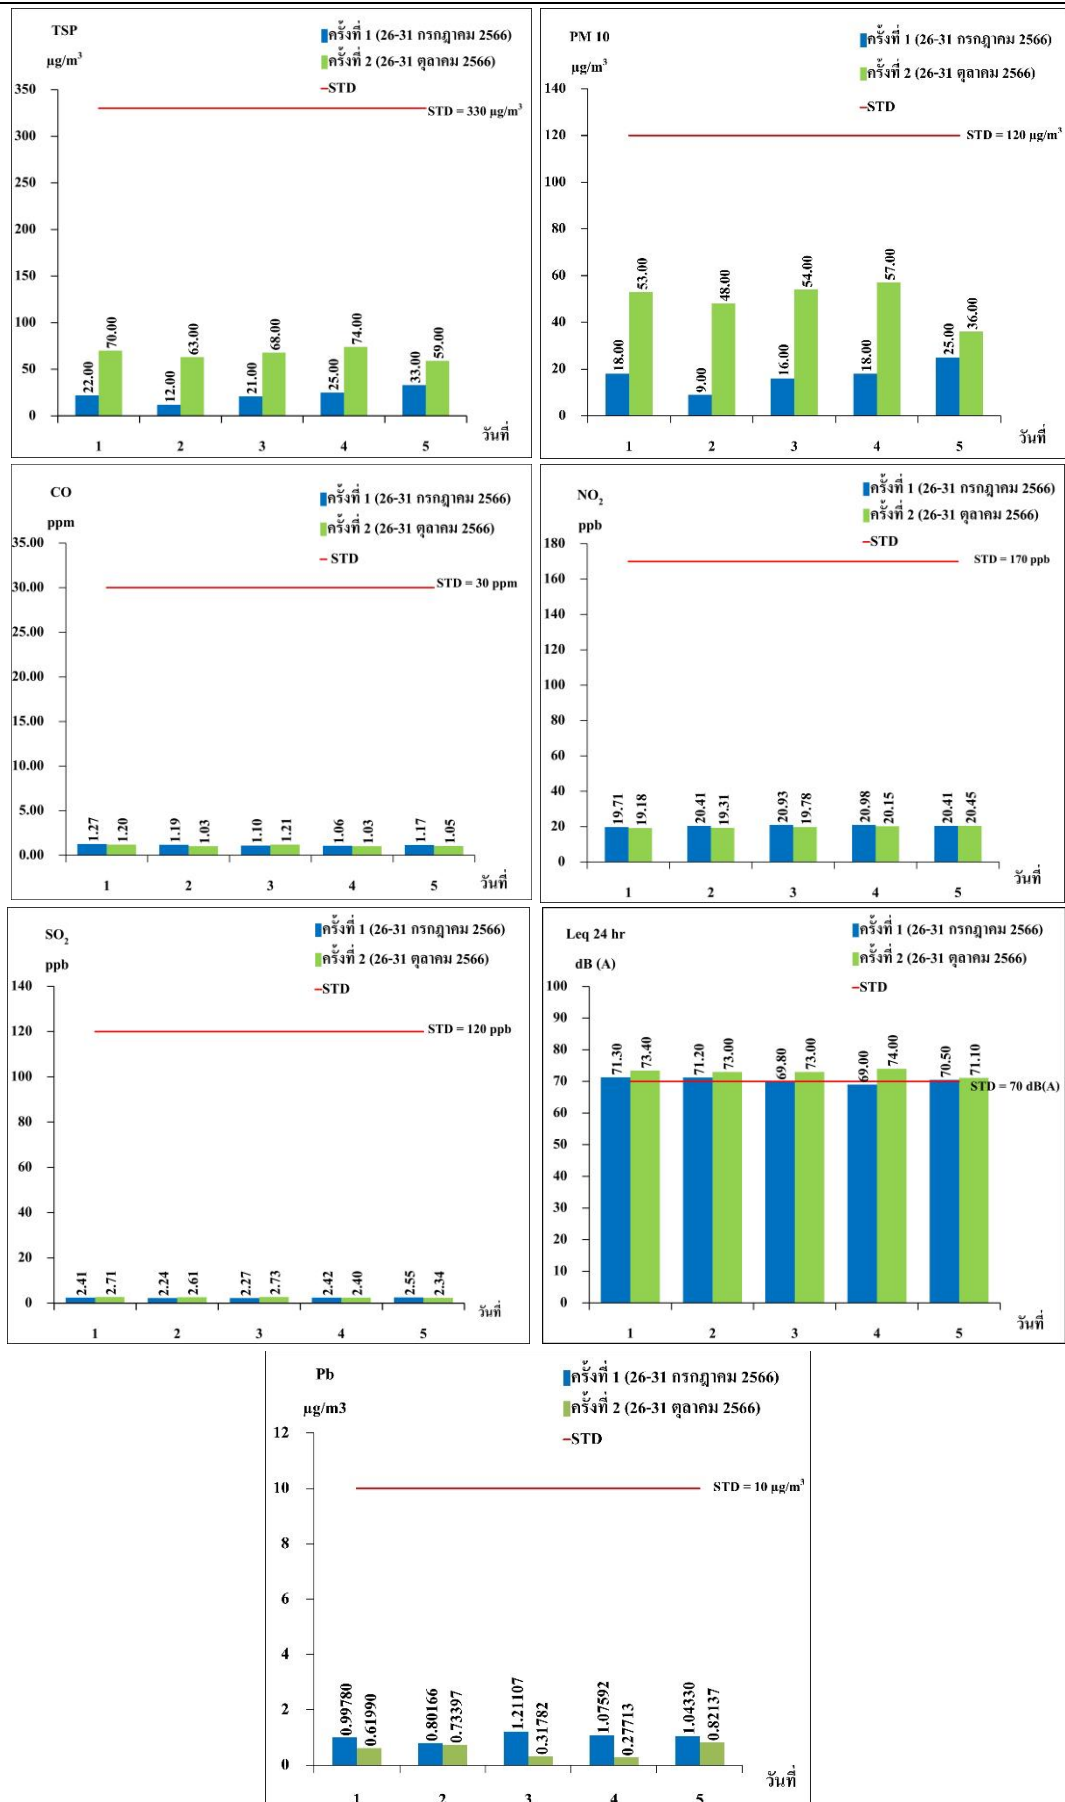 TSP
µg/m³
ครั้งที่ 1 (26-31 กรกฎาคม 2566)
ครั้งที่ 2 (26-31 ตุลาคม 2566)
STD
STD = 330 µg/m³
350
300
250
200
150
100
50
0
22.00 70.00 12.00 63.00 21.00 68.00 25.00 74.00 33.00 59.00
1 2 3 4 5
วันที่
PM 10
µg/m³
ครั้งที่ 1 (26-31 กรกฎาคม 2566)
ครั้งที่ 2 (26-31 ตุลาคม 2566)
STD
STD = 120 µg/m³
140
120
100
80
60
40
20
0
18.00 53.00 9.00 48.00 16.00 54.00 18.00 57.00 25.00 36.00
1 2 3 4 5
วันที่
CO
ppm
ครั้งที่ 1 (26-31 กรกฎาคม 2566)
ครั้งที่ 2 (26-31 ตุลาคม 2566)
STD
STD = 30 ppm
35.00
30.00
25.00
20.00
15.00
10.00
5.00
0.00
1.27 1.20 1.19 1.03 1.10 1.21 1.06 1.03 1.17 1.05
1 2 3 4 5
วันที่
NO₂
ppb
ครั้งที่ 1 (26-31 กรกฎาคม 2566)
ครั้งที่ 2 (26-31 ตุลาคม 2566)
STD
STD = 170 ppb
180
160
140
120
100
80
60
40
20
0
19.71 19.18 20.41 19.31 20.93 19.78 20.98 20.15 20.41 20.45
1 2 3 4 5
วันที่
SO₂
ppb
ครั้งที่ 1 (26-31 กรกฎาคม 2566)
ครั้งที่ 2 (26-31 ตุลาคม 2566)
STD
STD = 120 ppb
140
120
100
80
60
40
20
0
2.41 2.71 2.24 2.61 2.27 2.73 2.42 2.40 2.55 2.34
1 2 3 4 5
วันที่
Leq 24 hr
dB (A)
ครั้งที่ 1 (26-31 กรกฎาคม 2566)
ครั้งที่ 2 (26-31 ตุลาคม 2566)
STD
STD = 70 dB(A)
100
90
80
70
60
50
40
30
20
10
0
71.30 73.40 71.20 73.00 69.80 73.00 69.00 74.00 70.50 71.10
1 2 3 4 5
วันที่
Pb
µg/m3
ครั้งที่ 1 (26-31 กรกฎาคม 2566)
ครั้งที่ 2 (26-31 ตุลาคม 2566)
STD
STD = 10 µg/m³
12
10
8
6
4
2
0
0.99780 0.61990 0.80166 0.73397 1.21107 0.31782 1.07592 0.27713 1.04330 0.82137
1 2 3 4 5
วันที่